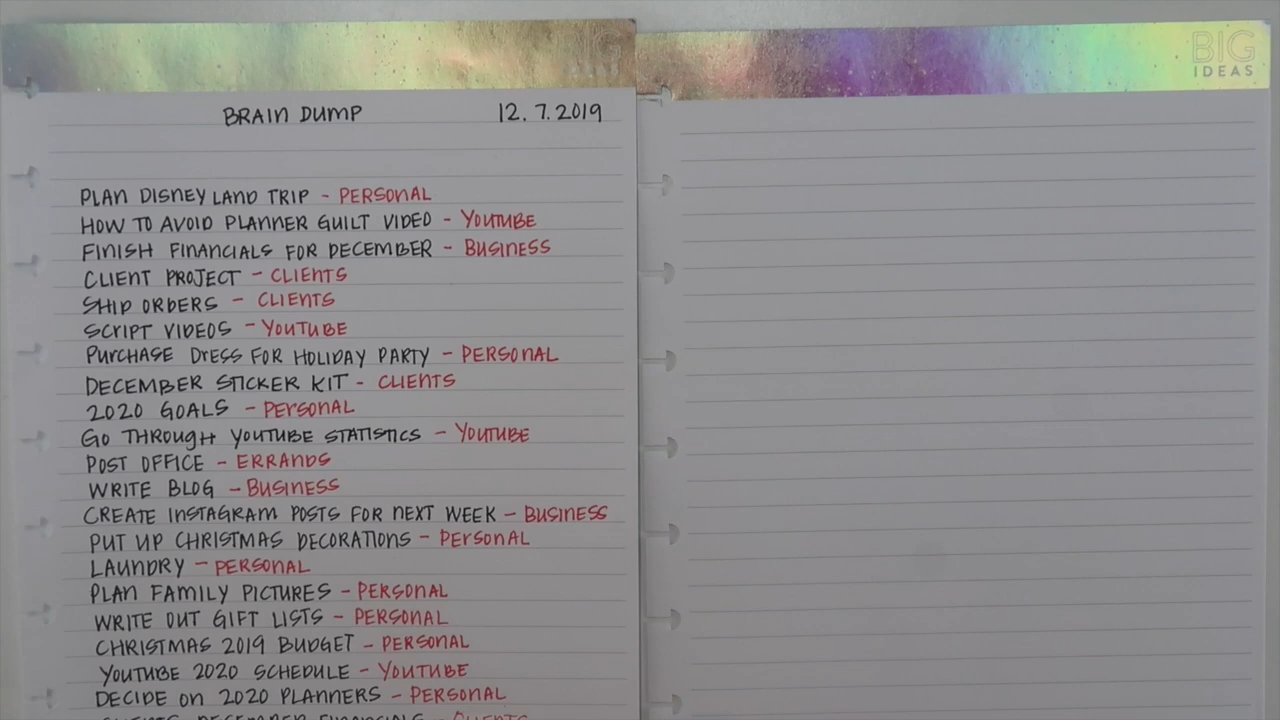 BIG
IDEAS
BRAIN DUMP 12.7.2019
PLAN DISNEYLAND TRIP - PERSONAL
HOW TO AVOID PLANNER GUILT VIDEO - YOUTUBE
FINISH FINANCIALS FOR DECEMBER - BUSINESS
CLIENT PROJECT - CLIENTS
SHIP ORDERS - CLIENTS
SCRIPT VIDEOS - YOUTUBE
PURCHASE DRESS FOR HOLIDAY PARTY - PERSONAL
DECEMBER STICKER KIT - CLIENTS
2020 GOALS - PERSONAL
GO THROUGH YOUTUBE STATISTICS - YOUTUBE
POST OFFICE - ERRANDS
WRITE BLOG - BUSINESS
CREATE INSTAGRAM POSTS FOR NEXT WEEK - BUSINESS
PUT UP CHRISTMAS DECORATIONS - PERSONAL
LAUNDRY - PERSONAL
PLAN FAMILY PICTURES - PERSONAL
WRITE OUT GIFT LISTS - PERSONAL
CHRISTMAS 2019 BUDGET - PERSONAL
YOUTUBE 2020 SCHEDULE - YOUTUBE
DECIDE ON 2020 PLANNERS - PERSONAL
DECEMBER FINANCIALS - CLIENTS